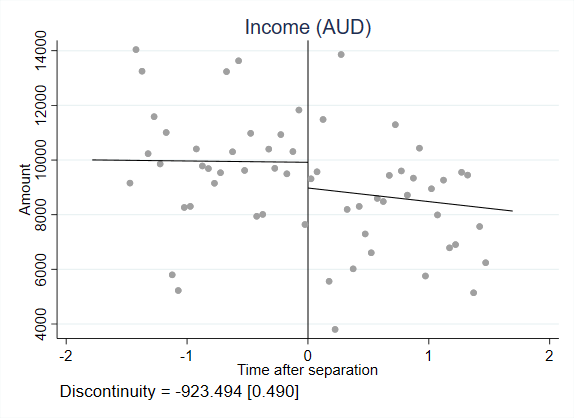 Income (AUD)
14000
12000
10000
8000
6000
4000
Amount
-2
-1
0
1
2
Time after separation
Discontinuity = -923.494 [0.490]